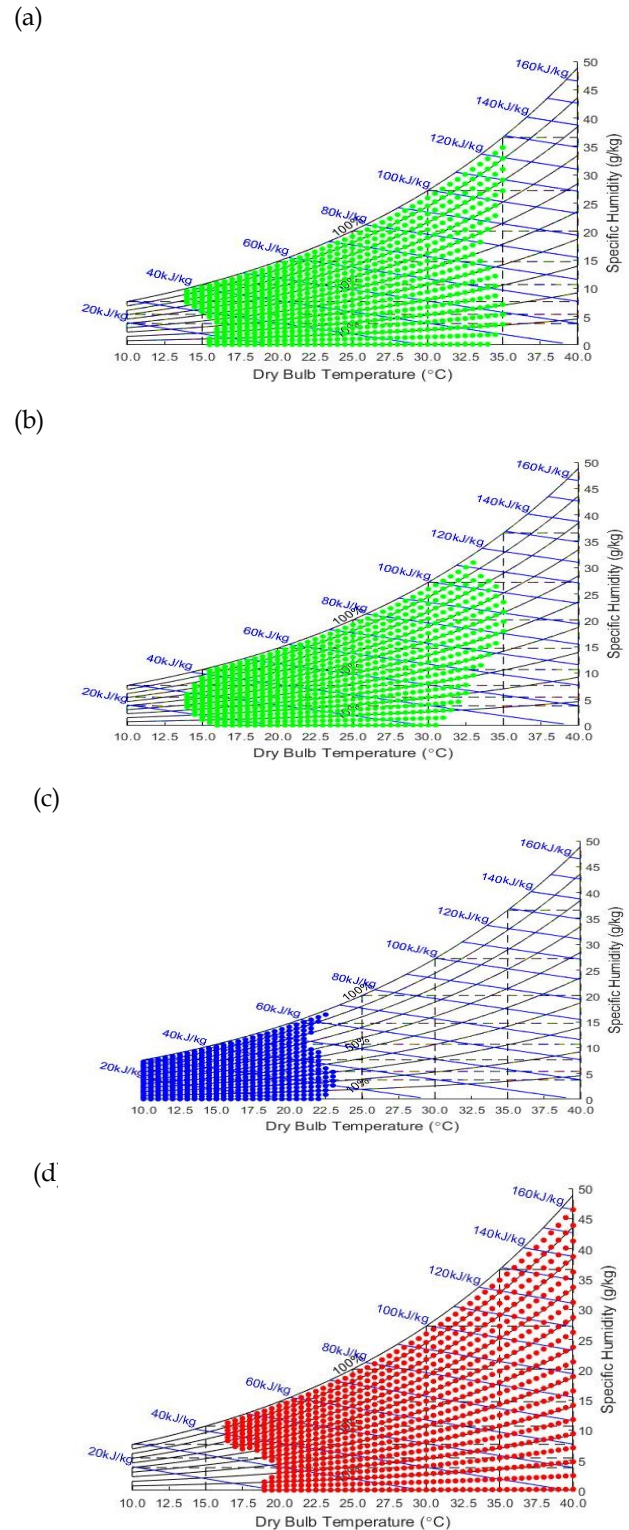 (a)
160kJ/kg
140kJ/kg
120kJ/kg
100kJ/kg
80kJ/kg
60kJ/kg
40kJ/kg
20kJ/kg
100%
10%
50
45
40
35
30
25
20
15
10
5
0
Specific Humidity (g/kg)
10.0 12.5 15.0 17.5 20.0 22.5 25.0 27.5 30.0 32.5 35.0 37.5 40.0
Dry Bulb Temperature (°C)
(b)
160kJ/kg
140kJ/kg
120kJ/kg
100kJ/kg
80kJ/kg
60kJ/kg
40kJ/kg
20kJ/kg
100%
10%
50
45
40
35
30
25
20
15
10
5
0
Specific Humidity (g/kg)
10.0 12.5 15.0 17.5 20.0 22.5 25.0 27.5 30.0 32.5 35.0 37.5 40.0
Dry Bulb Temperature (°C)
(c)
160kJ/kg
140kJ/kg
120kJ/kg
100kJ/kg
80kJ/kg
60kJ/kg
40kJ/kg
20kJ/kg
100%
50%
10%
50
45
40
35
30
25
20
15
10
5
0
Specific Humidity (g/kg)
10.0 12.5 15.0 17.5 20.0 22.5 25.0 27.5 30.0 32.5 35.0 37.5 40.0
Dry Bulb Temperature (°C)
(d)
160kJ/kg
140kJ/kg
120kJ/kg
100kJ/kg
80kJ/kg
60kJ/kg
40kJ/kg
20kJ/kg
100%
50
45
40
35
30
25
20
15
10
5
0
Specific Humidity (g/kg)
10.0 12.5 15.0 17.5 20.0 22.5 25.0 27.5 30.0 32.5 35.0 37.5 40.0
Dry Bulb Temperature (°C)